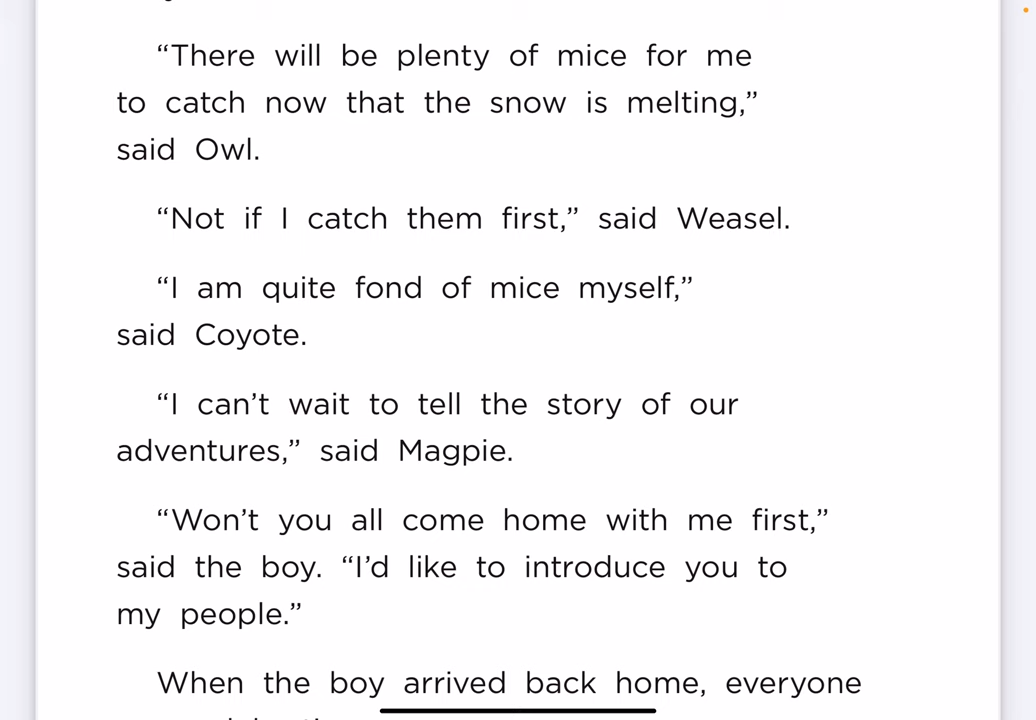 “There will be plenty of mice for me
to catch now that the snow is melting,”
said Owl.
“Not if I catch them first,” said Weasel.
“I am quite fond of mice myself,”
said Coyote.
“I can’t wait to tell the story of our
adventures,” said Magpie.
“Won’t you all come home with me first,”
said the boy. “I’d like to introduce you to
my people.”
When the boy arrived back home, everyone